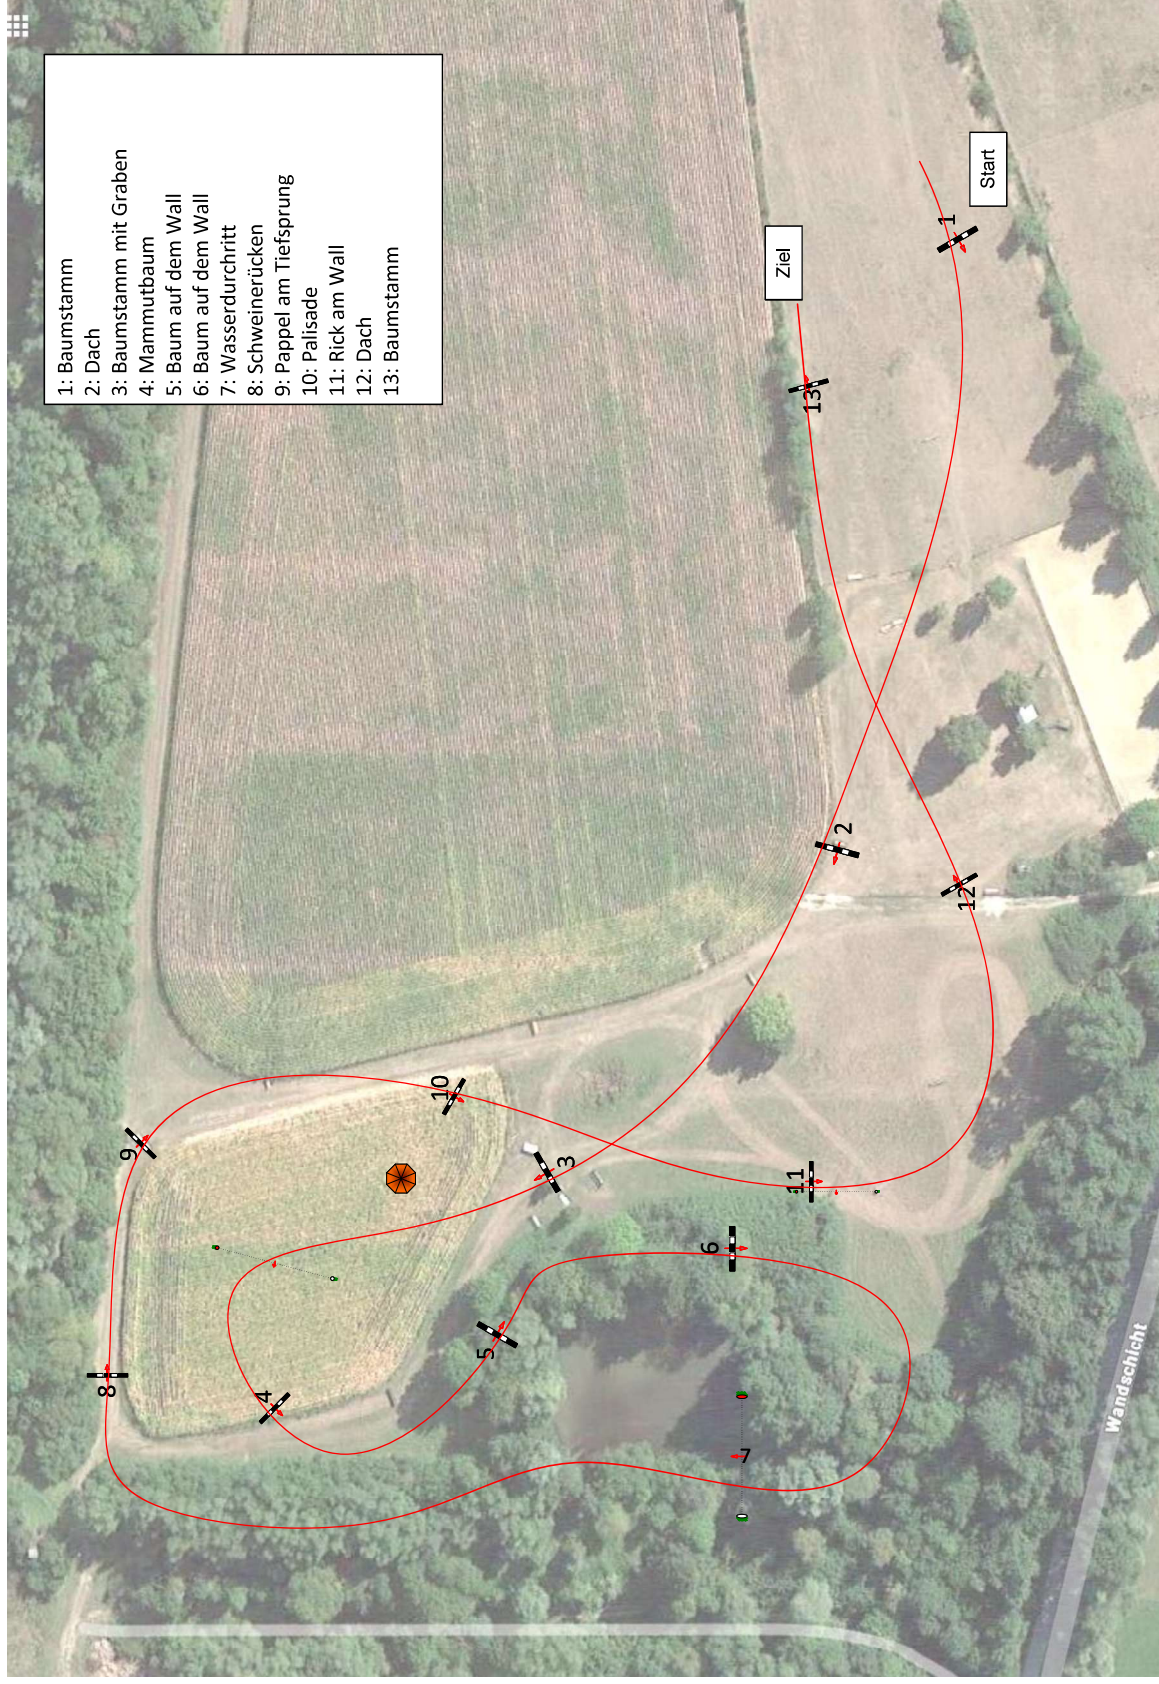 1: Baumstamm
2: Dach
3: Baumstamm mit Graben
4: Mammutbaum
5: Baum auf dem Wall
6: Baum auf dem Wall
7: Wasserdurchritt
8: Schweinerücken
9: Pappel am Tiefsprung
10: Palisade
11: Rick am Wall
12: Dach
13: Baumstamm
Start
1
Ziel
13
2
12
10
9
3
11
6
5
8
4
7
Wandschicht